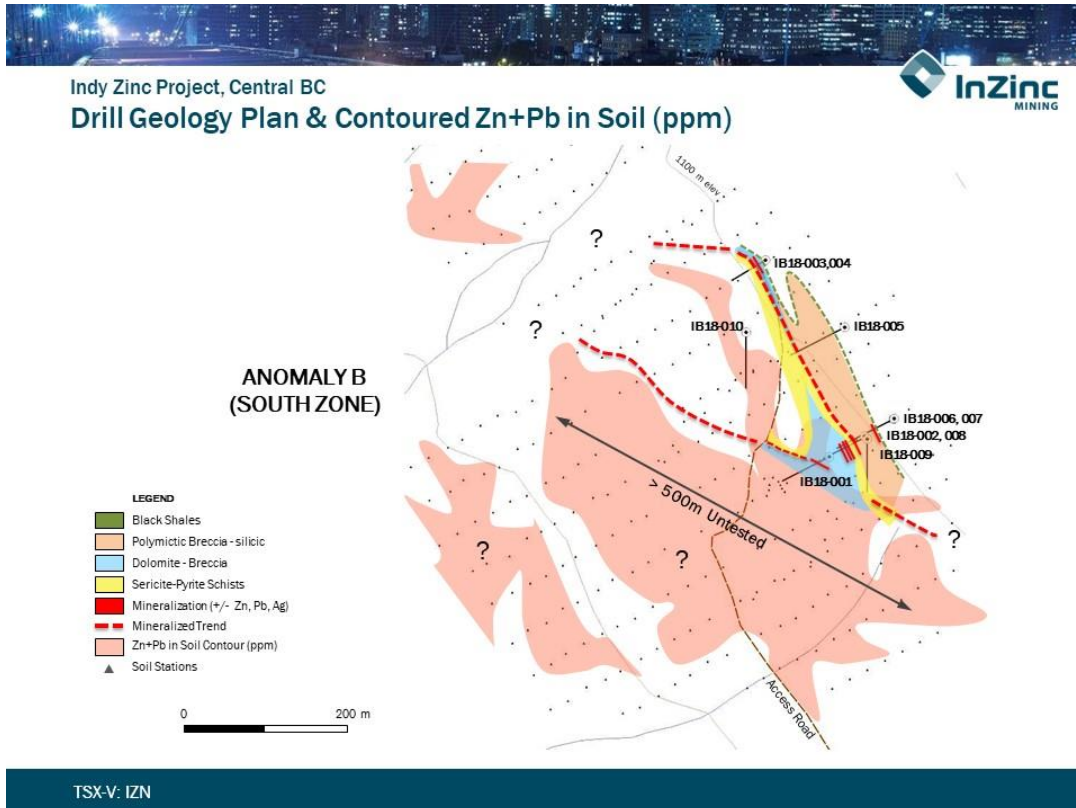 InZinc
MINING
Indy Zinc Project, Central BC
Drill Geology Plan & Contoured Zn+Pb in Soil (ppm)
1100 m elev
?
IB18-003,004
?
IB18-010
IB18-005
ANOMALY B
(SOUTH ZONE)
IB18-006, 007
IB18-002, 008
IB18-009
IB18-001
> 500m Untested
?
?
?
LEGEND
Black Shales
Polymictic Breccia - silicic
Dolomite - Breccia
Sericite-Pyrite Schists
Mineralization (+/- Zn, Pb, Ag)
Mineralized Trend
Zn+Pb in Soil Contour (ppm)
Soil Stations
Access Road
0 200 m
TSX-V: IZN